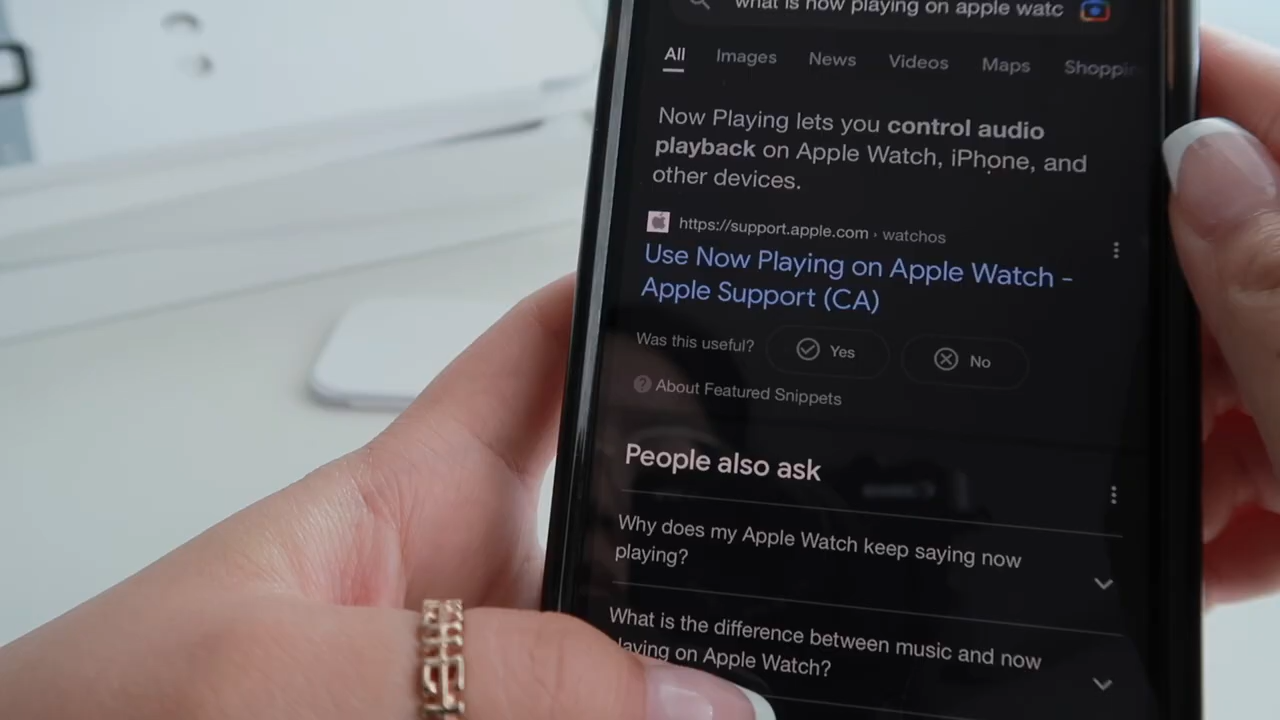 what is now playing on apple watc
All Images News Videos Maps Shoppin
Now Playing lets you control audio
playback on Apple Watch, iPhone, and
other devices.
https://support.apple.com › watchos
Use Now Playing on Apple Watch -
Apple Support (CA)
Was this useful? Yes No
About Featured Snippets
People also ask
Why does my Apple Watch keep saying now
playing?
What is the difference between music and now
laying on Apple Watch?